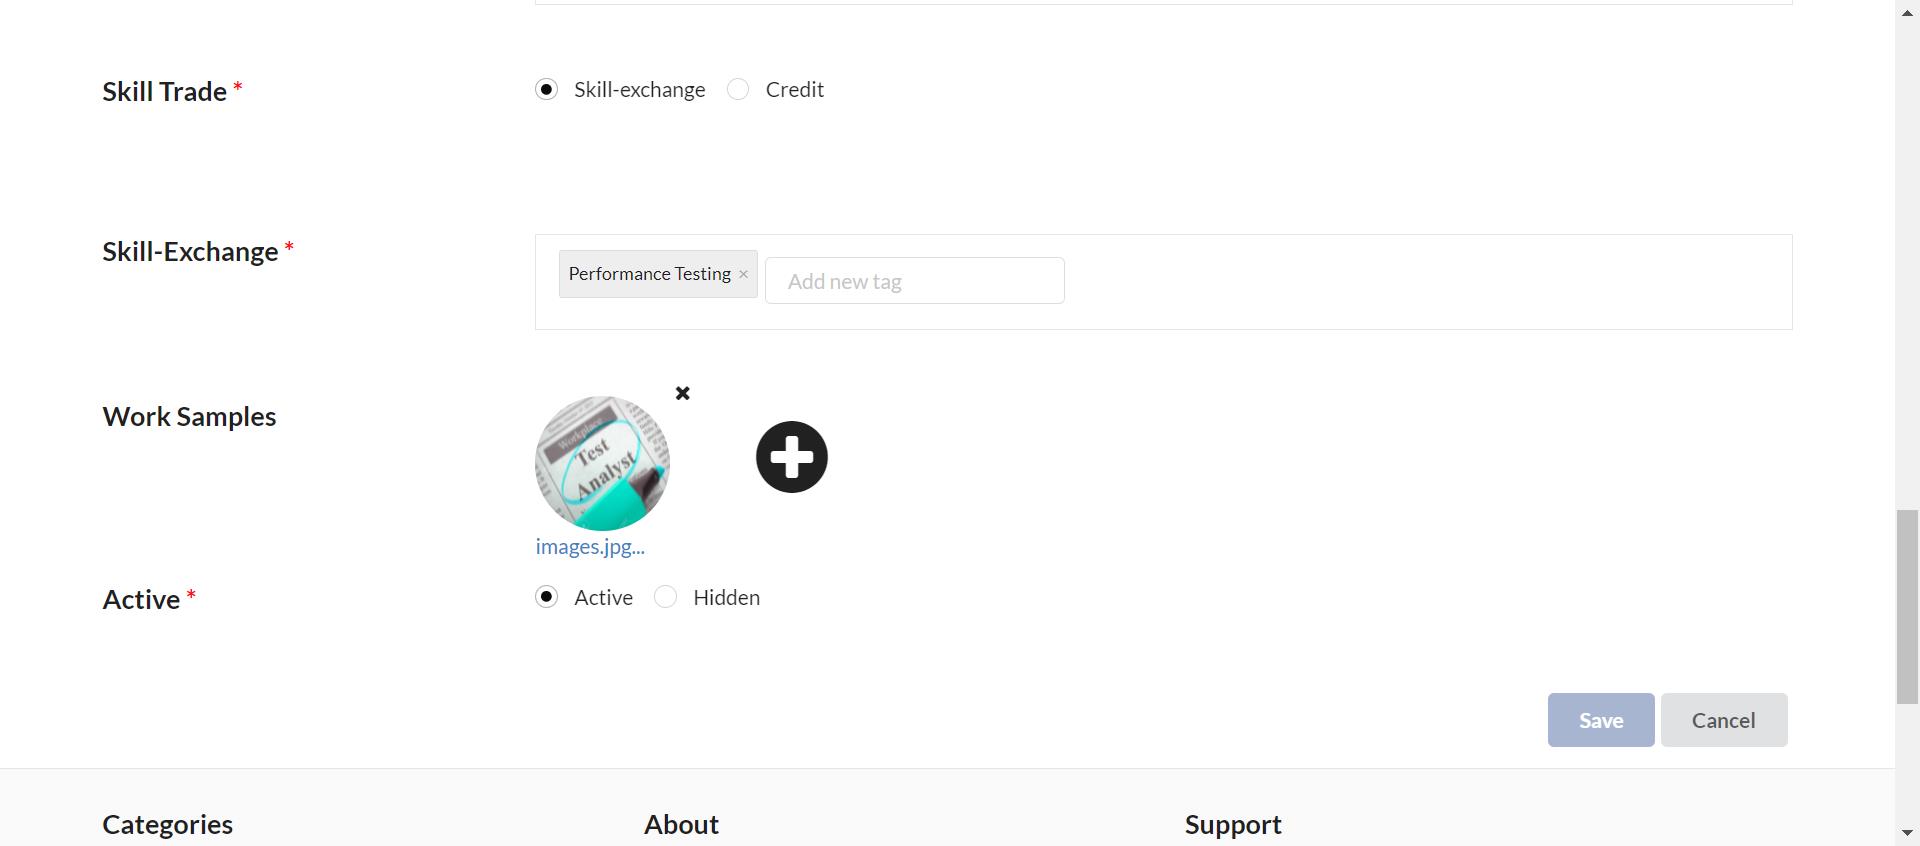 Skill Trade *
Skill-exchange Credit
Skill-Exchange *
Performance Testing ×
Add new tag
Work Samples
Workplace
Test
Analyst
images.jpg...
Active *
Active Hidden
Save Cancel
Categories About Support